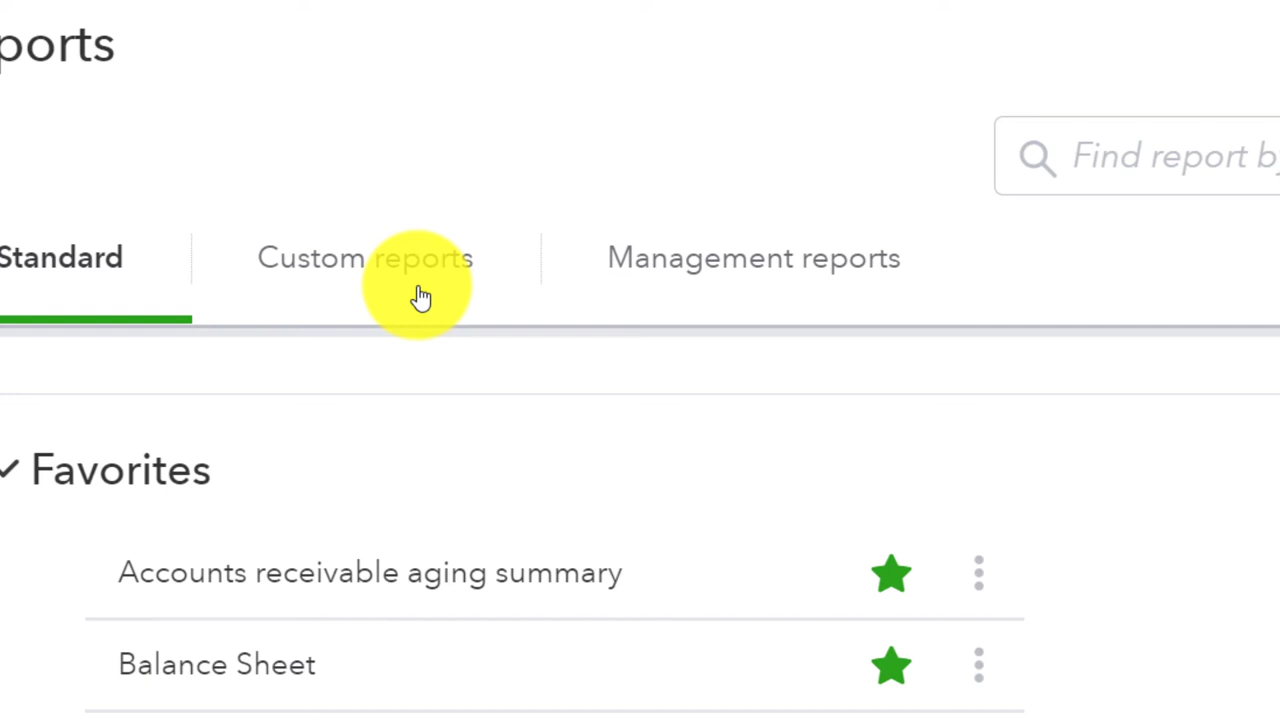 ports
Find report by
Standard
Custom reports
Management reports
Favorites
Accounts receivable aging summary
Balance Sheet